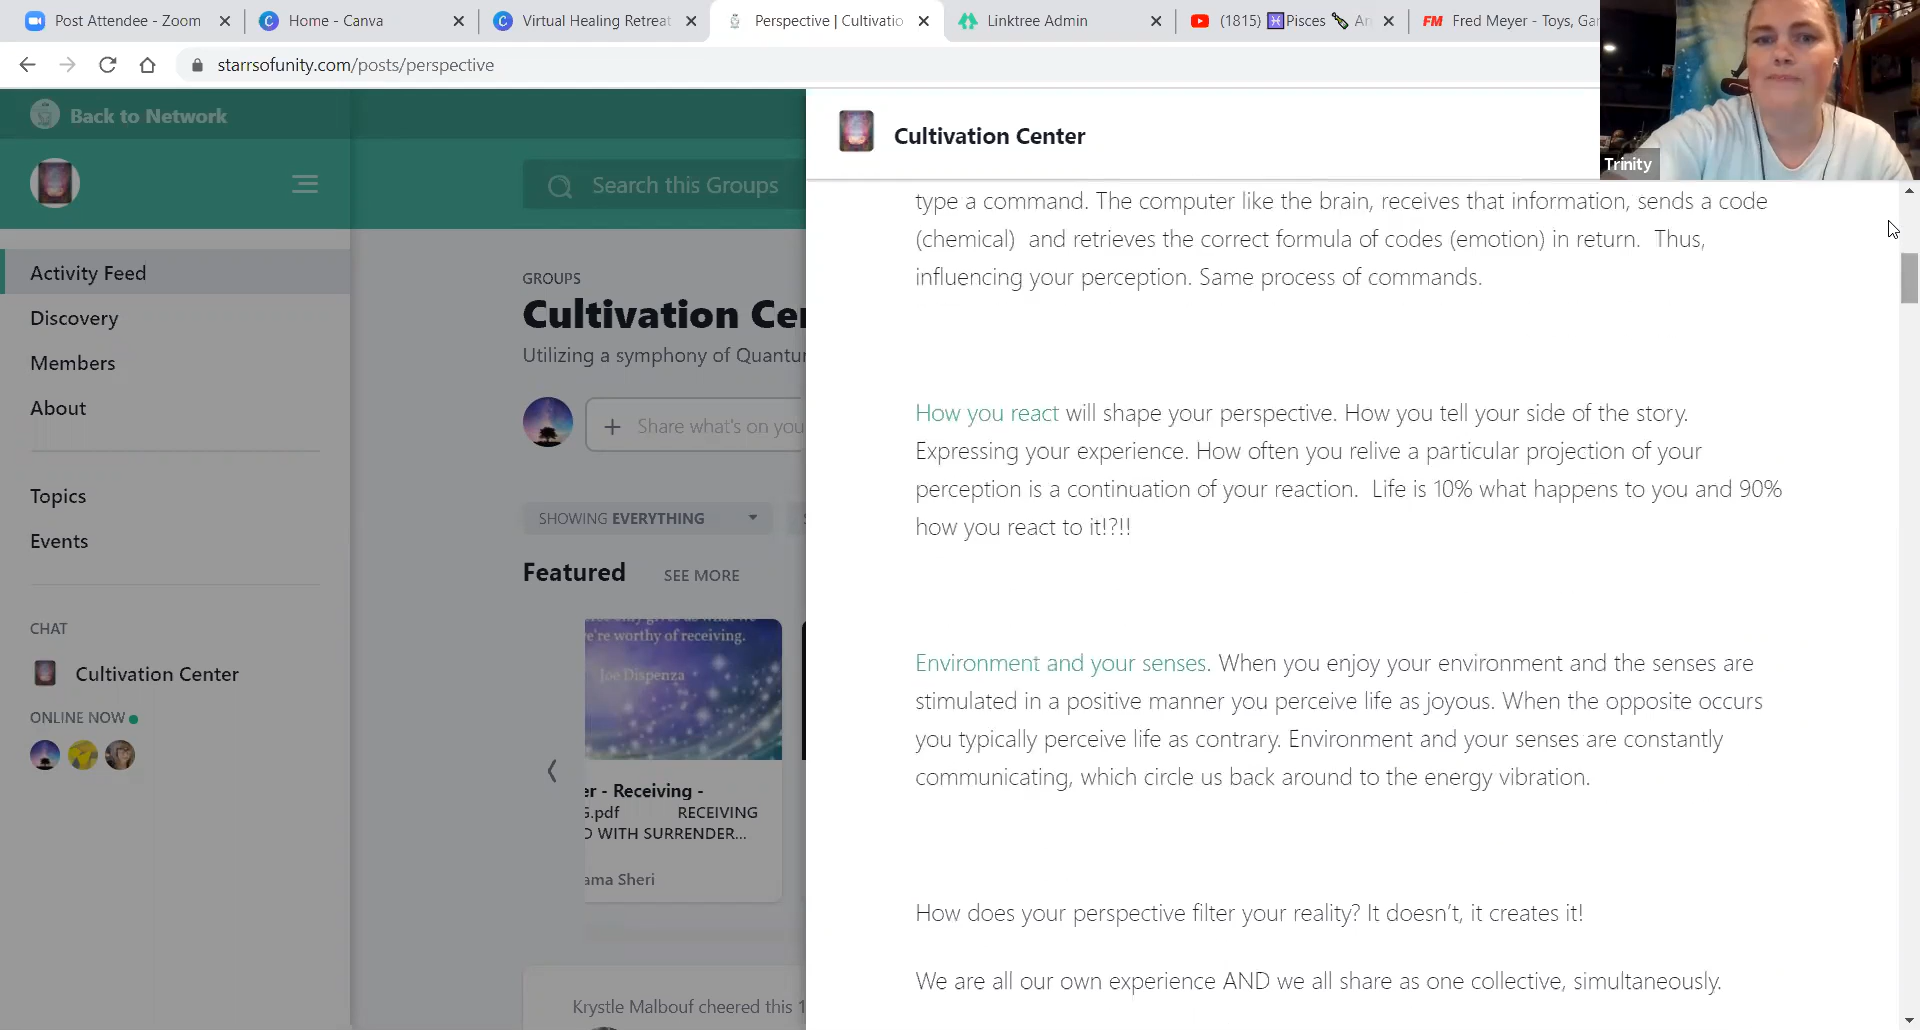 Post Attendee - Zoom
Home - Canva
Virtual Healing Retreat
Perspective | Cultivatio
Linktree Admin
(1815) ♓Pisces
Fred Meyer - Toys, Gar
starrsofunity.com/posts/perspective
Trinity
Back to Network
Search this Groups
Activity Feed
Discovery
Members
About
Topics
Events
CHAT
Cultivation Center
ONLINE NOW
GROUPS
Cultivation Cer
Utilizing a symphony of Quantur
Share what's on you
SHOWING EVERYTHING
Featured
SEE MORE
we're worthy of receiving.
Joe Dispenza
er - Receiving -
G.pdf RECEIVING
D WITH SURRENDER...
ama Sheri
Krystle Malbouf cheered this 1
Cultivation Center
type a command. The computer like the brain, receives that information, sends a code
(chemical) and retrieves the correct formula of codes (emotion) in return. Thus,
influencing your perception. Same process of commands.
How you react will shape your perspective. How you tell your side of the story.
Expressing your experience. How often you relive a particular projection of your
perception is a continuation of your reaction. Life is 10% what happens to you and 90%
how you react to it!?!!
Environment and your senses. When you enjoy your environment and the senses are
stimulated in a positive manner you perceive life as joyous. When the opposite occurs
you typically perceive life as contrary. Environment and your senses are constantly
communicating, which circle us back around to the energy vibration.
How does your perspective filter your reality? It doesn't, it creates it!
We are all our own experience AND we all share as one collective, simultaneously.